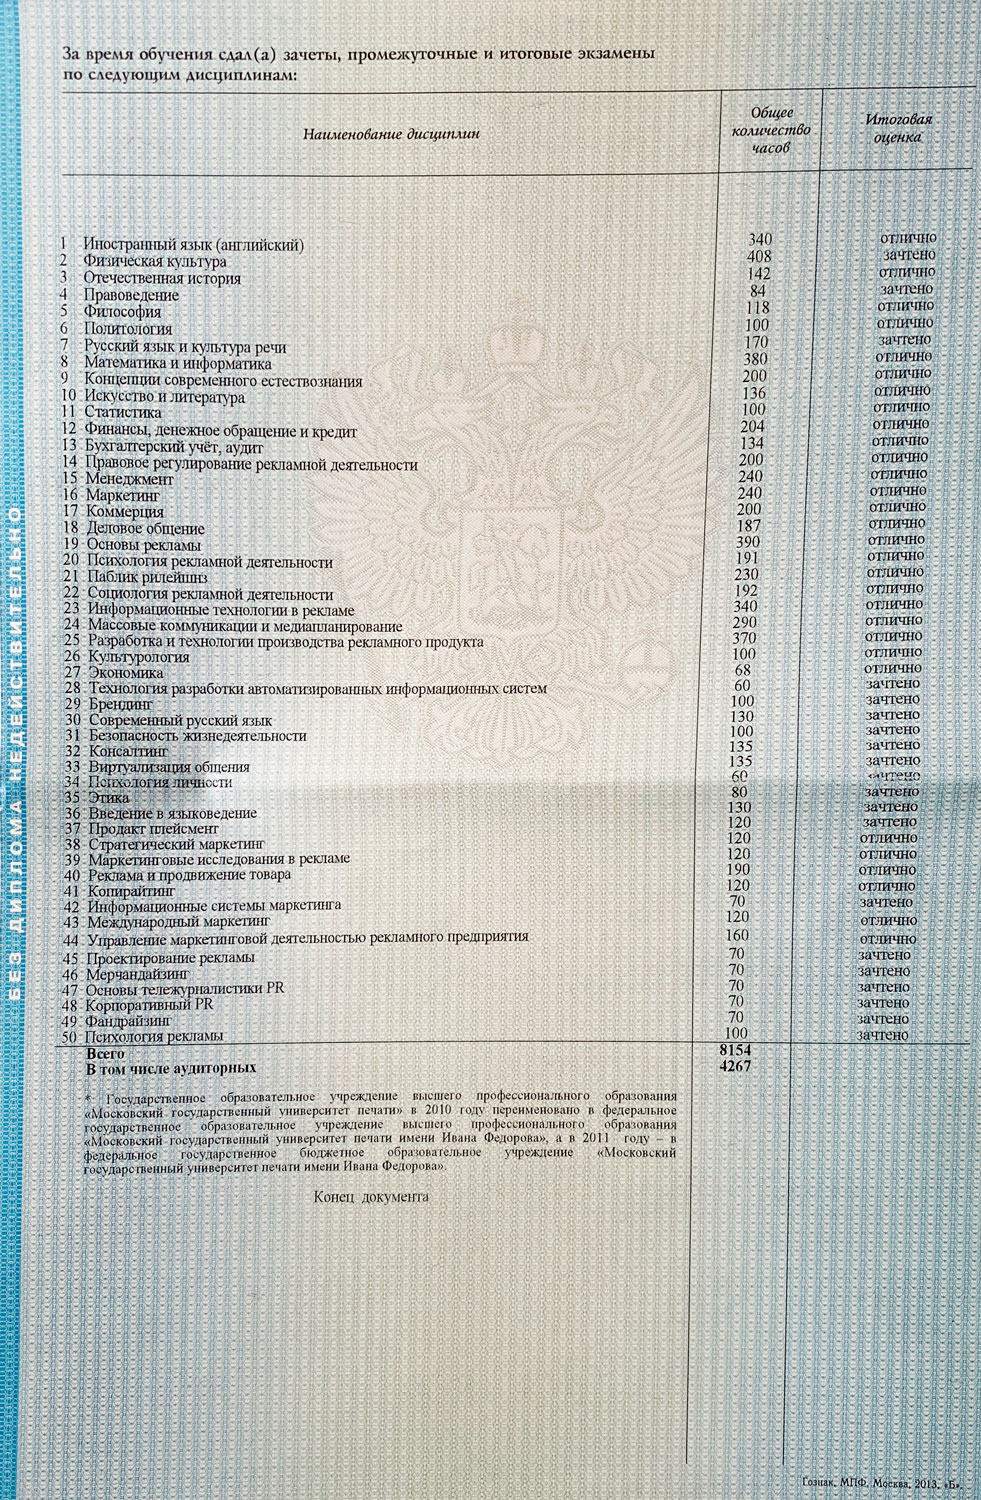 За время обучения сдал(а) зачеты, промежуточные и итоговые экзамены
по следующим дисциплинам:
Наименование дисциплин
Общее
количество
часов
Итоговая
оценка
1 Иностранный язык (английский) 340 отлично
2 Физическая культура 408 зачтено
3 Отечественная история 142 отлично
4 Правоведение 84 зачтено
5 Философия 118 отлично
6 Политология 100 отлично
7 Русский язык и культура речи 170 зачтено
8 Математика и информатика 380 отлично
9 Концепции современного естествознания 200 отлично
10 Искусство и литература 136 отлично
11 Статистика 100 отлично
12 Финансы, денежное обращение и кредит 204 отлично
13 Бухгалтерский учёт, аудит 134 отлично
14 Правовое регулирование рекламной деятельности 200 отлично
15 Менеджмент 240 отлично
16 Маркетинг 240 отлично
17 Коммерция 200 отлично
18 Деловое общение 187 отлично
19 Основы рекламы 390 отлично
20 Психология рекламной деятельности 191 отлично
21 Паблик рилейшнз 230 отлично
22 Социология рекламной деятельности 192 отлично
23 Информационные технологии в рекламе 340 отлично
24 Массовые коммуникации и медиапланирование 290 отлично
25 Разработка и технологии производства рекламного продукта 370 отлично
26 Культурология 100 отлично
27 Экономика 68 отлично
28 Технология разработки автоматизированных информационных систем 60 зачтено
29 Брендинг 100 зачтено
30 Современный русский язык 130 зачтено
31 Безопасность жизнедеятельности 100 зачтено
32 Консалтинг 135 зачтено
33 Виртуализация общения 135 зачтено
34 Психология личности 60 зачтено
35 Этика 80 зачтено
36 Введение в языковедение 130 зачтено
37 Продакт плейсмент 120 зачтено
38 Стратегический маркетинг 120 отлично
39 Маркетинговые исследования в рекламе 120 отлично
40 Реклама и продвижение товара 190 отлично
41 Копирайтинг 120 отлично
42 Информационные системы маркетинга 70 зачтено
43 Международный маркетинг 120 отлично
44 Управление маркетинговой деятельностью рекламного предприятия 160 отлично
45 Проектирование рекламы 70 зачтено
46 Мерчандайзинг 70 зачтено
47 Основы тележурналистики PR 70 зачтено
48 Корпоративный PR 70 зачтено
49 Фандрайзинг 70 зачтено
50 Психология рекламы 100 зачтено
Всего 8154
В том числе аудиторных 4267
* Государственное образовательное учреждение высшего профессионального образования
«Московский государственный университет печати» в 2010 году переименовано в федеральное
государственное образовательное учреждение высшего профессионального образования
«Московский государственный университет печати имени Ивана Федорова», а в 2011 году – в
федеральное государственное бюджетное образовательное учреждение «Московский
государственный университет печати имени Ивана Федорова».
Конец документа
БЕЗ ДИПЛОМА НЕДЕЙСТВИТЕЛЬНО
Гознак, МПФ, Москва, 2013, «Б».